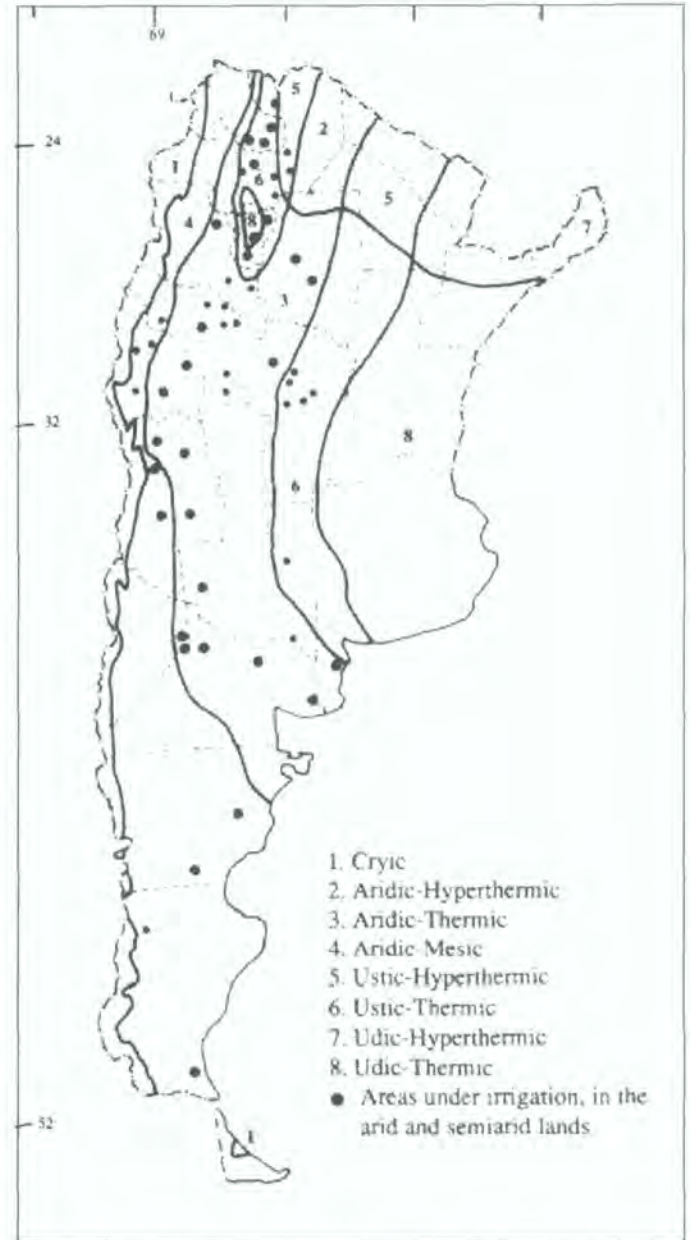 69
24
5
2
1
6
5
4
8
7
3
32
8
6
1. Cryic
2. Aridic-Hyperthermic
3. Aridic-Thermic
4. Aridic-Mesic
5. Ustic-Hyperthermic
6. Ustic-Thermic
7. Udic-Hyperthermic
8. Udic-Thermic
● Areas under irrigation, in the
arid and semiarid lands
52
1